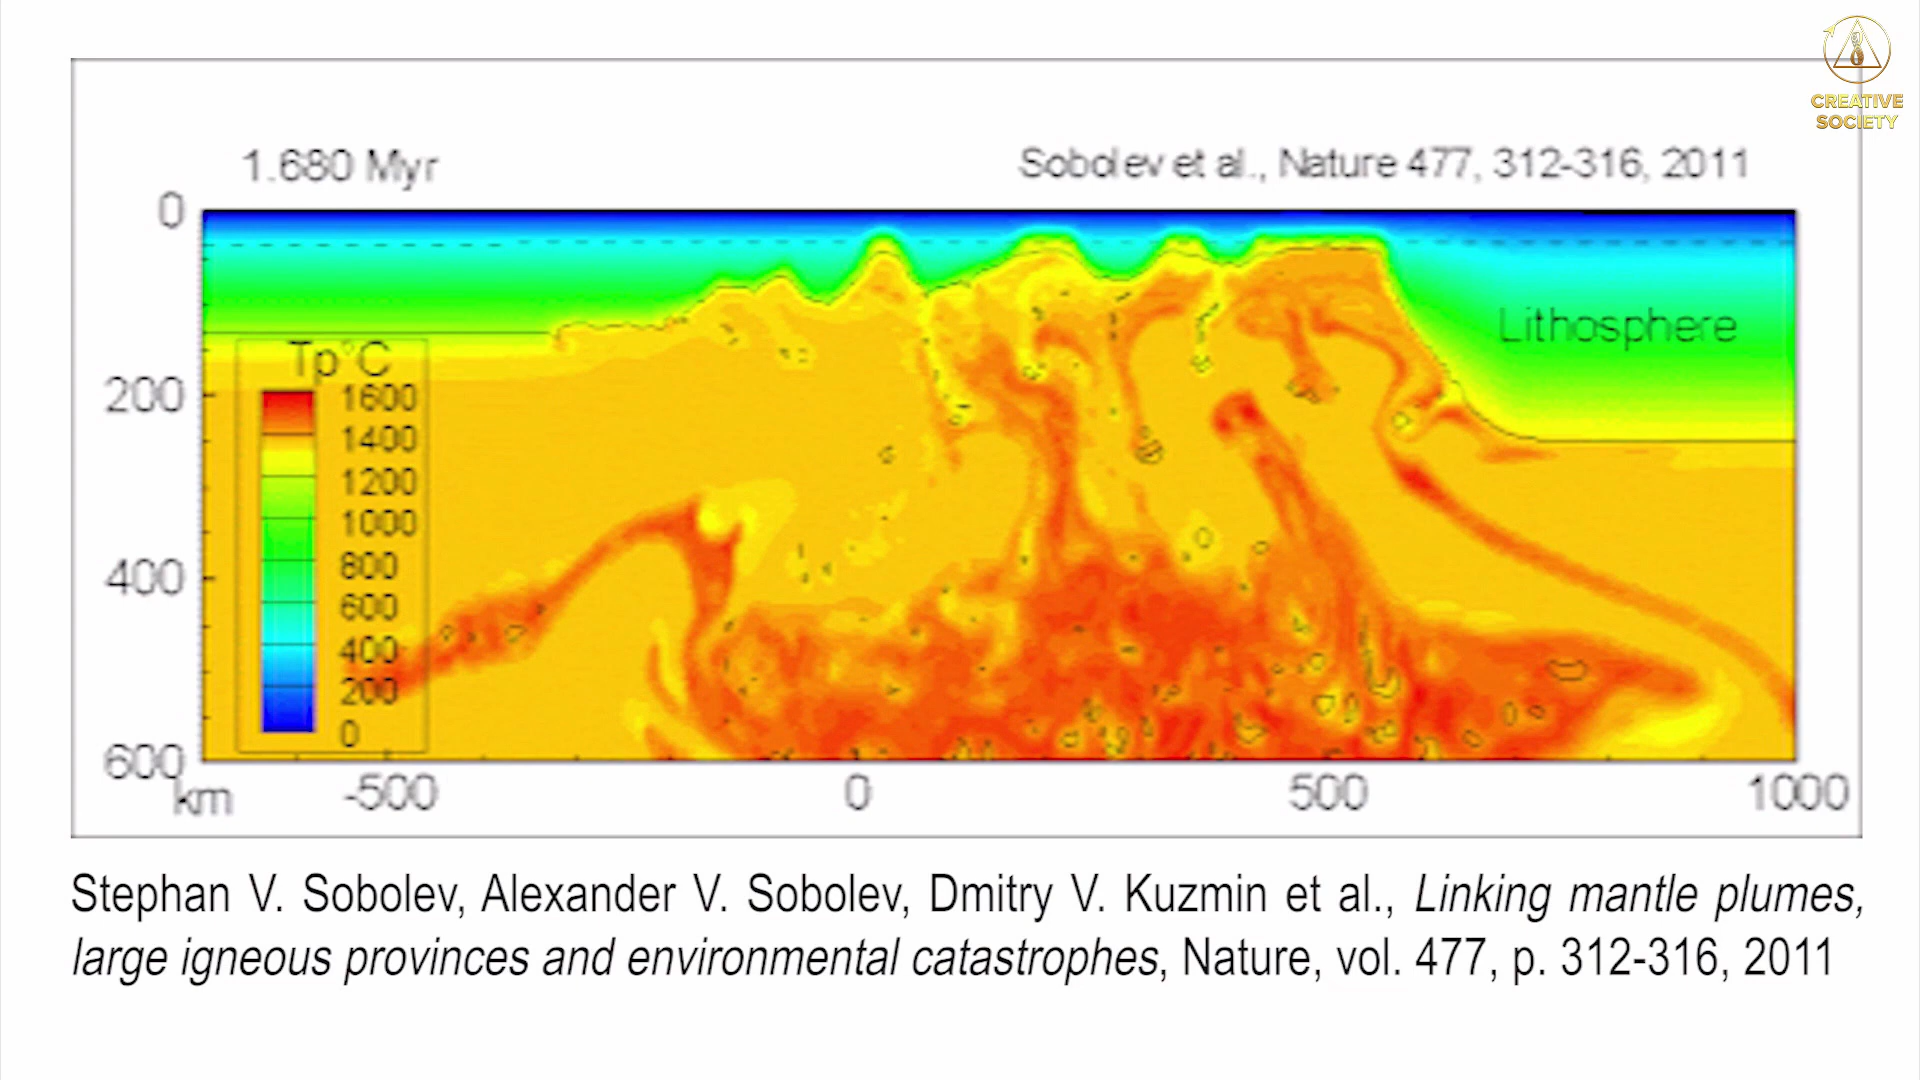 CREATIVE
SOCIETY
1.680 Myr
Sobolev et al., Nature 477, 312-316, 2011
0
200
400
600
km
Tp°C
1600
1400
1200
1000
800
600
400
200
0
Lithosphere
-500
0
500
1000
Stephan V. Sobolev, Alexander V. Sobolev, Dmitry V. Kuzmin et al., Linking mantle plumes,
large igneous provinces and environmental catastrophes, Nature, vol. 477, p. 312-316, 2011